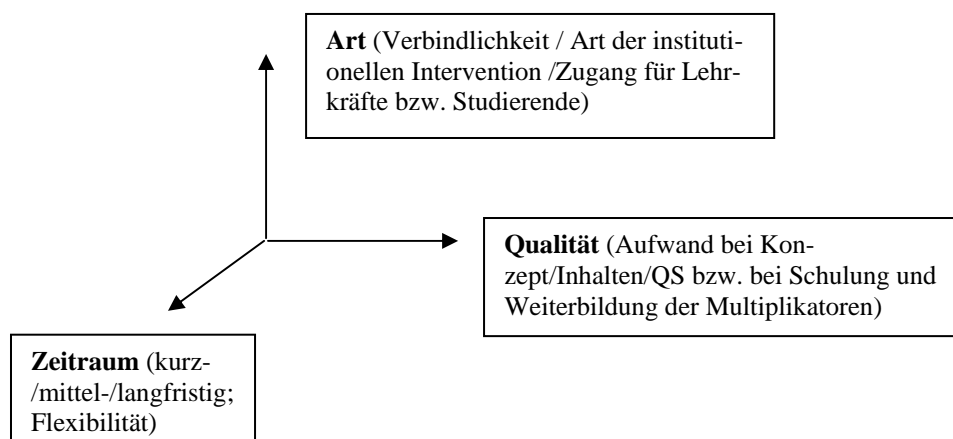 Art (Verbindlichkeit / Art der instituti-
onellen Intervention /Zugang für Lehr-
kräfte bzw. Studierende)
Qualität (Aufwand bei Kon-
zept/Inhalten/QS bzw. bei Schulung und
Weiterbildung der Multiplikatoren)
Zeitraum (kurz-
/mittel-/langfristig;
Flexibilität)